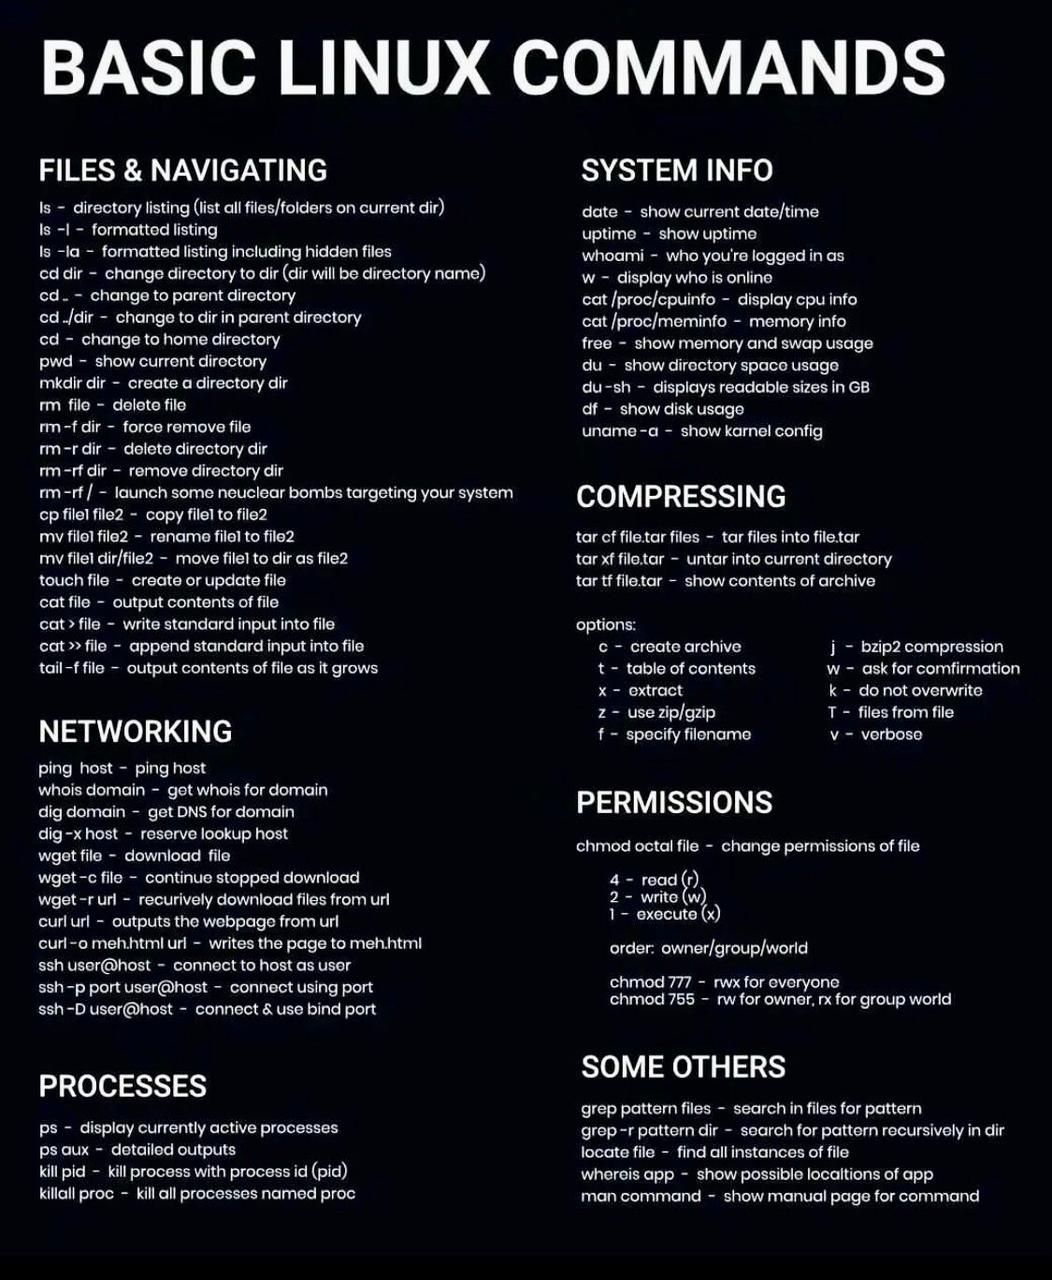 BASIC LINUX COMMANDS
FILES & NAVIGATING
ls - directory listing (list all files/folders on current dir)
ls -l - formatted listing
ls -la - formatted listing including hidden files
cd dir - change directory to dir (dir will be directory name)
cd .. - change to parent directory
cd ../dir - change to dir in parent directory
cd - change to home directory
pwd - show current directory
mkdir dir - create a directory dir
rm file - delete file
rm -f dir - force remove file
rm -r dir - delete directory dir
rm -rf dir - remove directory dir
rm -rf / - launch some neuclear bombs targeting your system
cp file1 file2 - copy file1 to file2
mv file1 file2 - rename file1 to file2
mv file1 dir/file2 - move file1 to dir as file2
touch file - create or update file
cat file - output contents of file
cat > file - write standard input into file
cat >> file - append standard input into file
tail -f file - output contents of file as it grows
NETWORKING
ping host - ping host
whois domain - get whois for domain
dig domain - get DNS for domain
dig -x host - reserve lookup host
wget file - download file
wget -c file - continue stopped download
wget -r url - recurively download files from url
curl url - outputs the webpage from url
curl -o meh.html url - writes the page to meh.html
ssh user@host - connect to host as user
ssh -p port user@host - connect using port
ssh -D user@host - connect & use bind port
PROCESSES
ps - display currently active processes
ps aux - detailed outputs
kill pid - kill process with process id (pid)
killall proc - kill all processes named proc
SYSTEM INFO
date - show current date/time
uptime - show uptime
whoami - who you're logged in as
w - display who is online
cat /proc/cpuinfo - display cpu info
cat /proc/meminfo - memory info
free - show memory and swap usage
du - show directory space usage
du -sh - displays readable sizes in GB
df - show disk usage
uname -a - show karnel config
COMPRESSING
tar cf file.tar files - tar files into file.tar
tar xf file.tar - untar into current directory
tar tf file.tar - show contents of archive
options:
c - create archive
t - table of contents
x - extract
z - use zip/gzip
f - specify filename
j - bzip2 compression
w - ask for comfirmation
k - do not overwrite
T - files from file
v - verbose
PERMISSIONS
chmod octal file - change permissions of file
4 - read (r)
2 - write (w)
1 - execute (x)
order: owner/group/world
chmod 777 - rwx for everyone
chmod 755 - rw for owner, rx for group world
SOME OTHERS
grep pattern files - search in files for pattern
grep -r pattern dir - search for pattern recursively in dir
locate file - find all instances of file
whereis app - show possible localtions of app
man command - show manual page for command